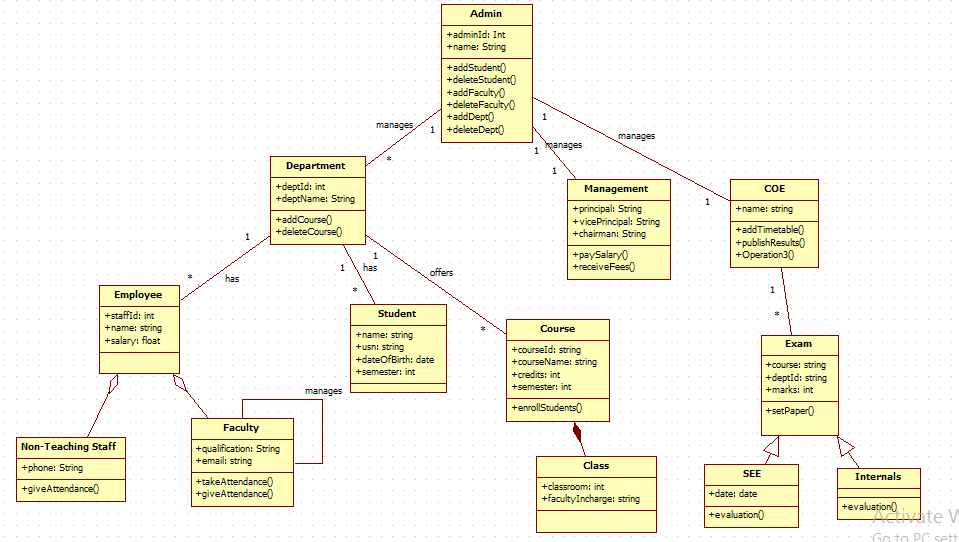 Admin
+adminId: Int
+name: String
+addStudent()
+deleteStudent()
+addFaculty()
+deleteFaculty()
+addDept()
+deleteDept()
manages
1
*
1
manages
1
1
manages
1
Department
+deptId: int
+deptName: String
+addCourse()
+deleteCourse()
Management
+principal: String
+vicePrincipal: String
+chairman: String
+paySalary()
+receiveFees()
COE
+name: string
+addTimetable()
+publishResults()
+Operation3()
1
*
has
1
has
*
1
offers
*
1
*
Employee
+staffId: int
+name: string
+salary: float
Student
+name: string
+usn: string
+dateOfBirth: date
+semester: int
Course
+courseId: string
+courseName: string
+credits: int
+semester: int
+enrollStudents()
Exam
+course: string
+deptId: string
+marks: int
+setPaper()
manages
Non-Teaching Staff
+phone: String
+giveAttendance()
Faculty
+qualification: String
+email: string
+takeAttendance()
+giveAttendance()
Class
+classroom: int
+facultyIncharge: string
SEE
+date: date
+evaluation()
Internals
+evaluation()
Activate W
Go to PC sett